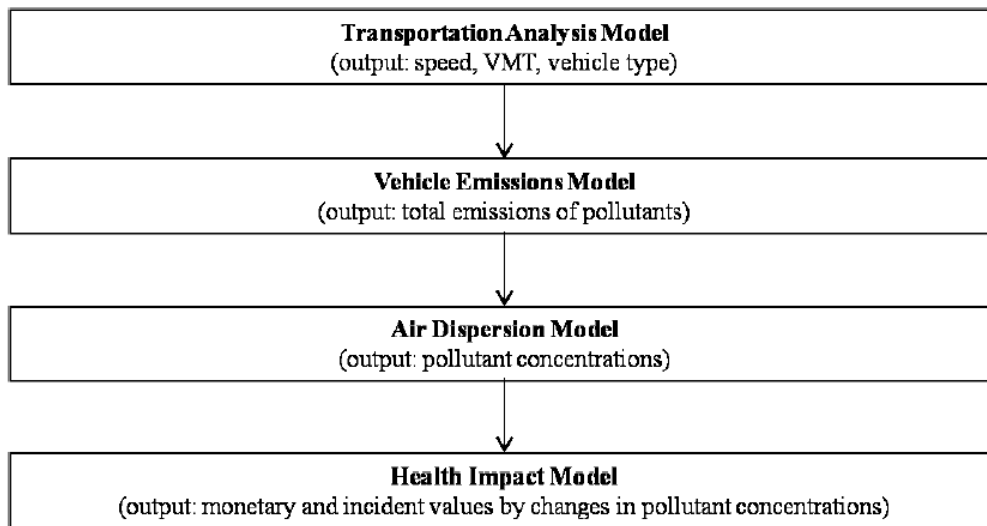 Transportation Analysis Model
(output: speed, VMT, vehicle type)
Vehicle Emissions Model
(output: total emissions of pollutants)
Air Dispersion Model
(output: pollutant concentrations)
Health Impact Model
(output: monetary and incident values by changes in pollutant concentrations)